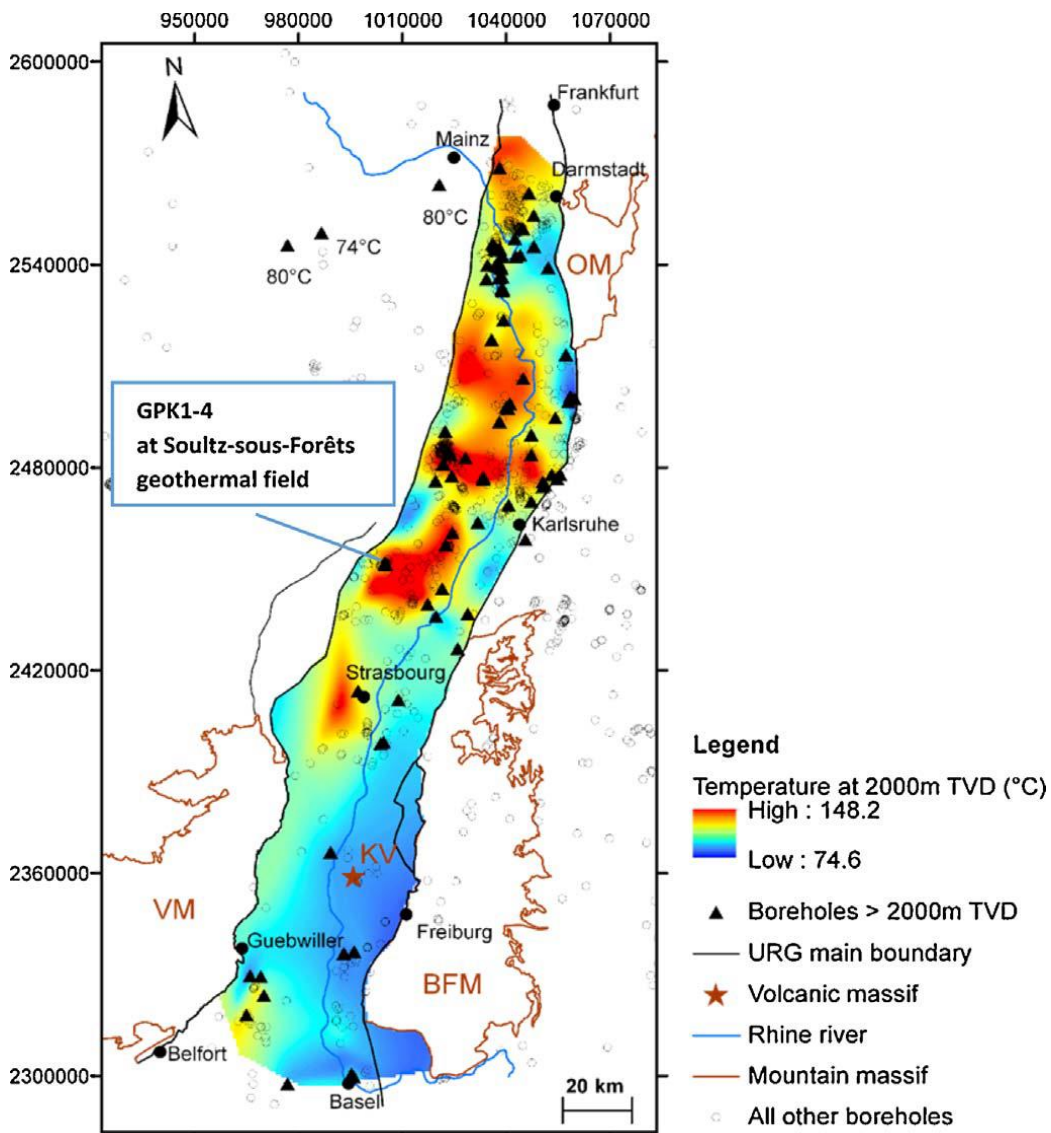 950000 980000 1010000 1040000 1070000
2600000
N
Frankfurt
Mainz
Darmstadt
80°C
74°C
80°C
2540000
OM
GPK1-4
at Soultz-sous-Forêts
geothermal field
2480000
Karlsruhe
2420000
Strasbourg
KV
2360000
VM
Guebwiller
Freiburg
BFM
Belfort
2300000
Basel
20 km
Legend
Temperature at 2000m TVD (°C)
High : 148.2
Low : 74.6
Boreholes > 2000m TVD
URG main boundary
Volcanic massif
Rhine river
Mountain massif
All other boreholes